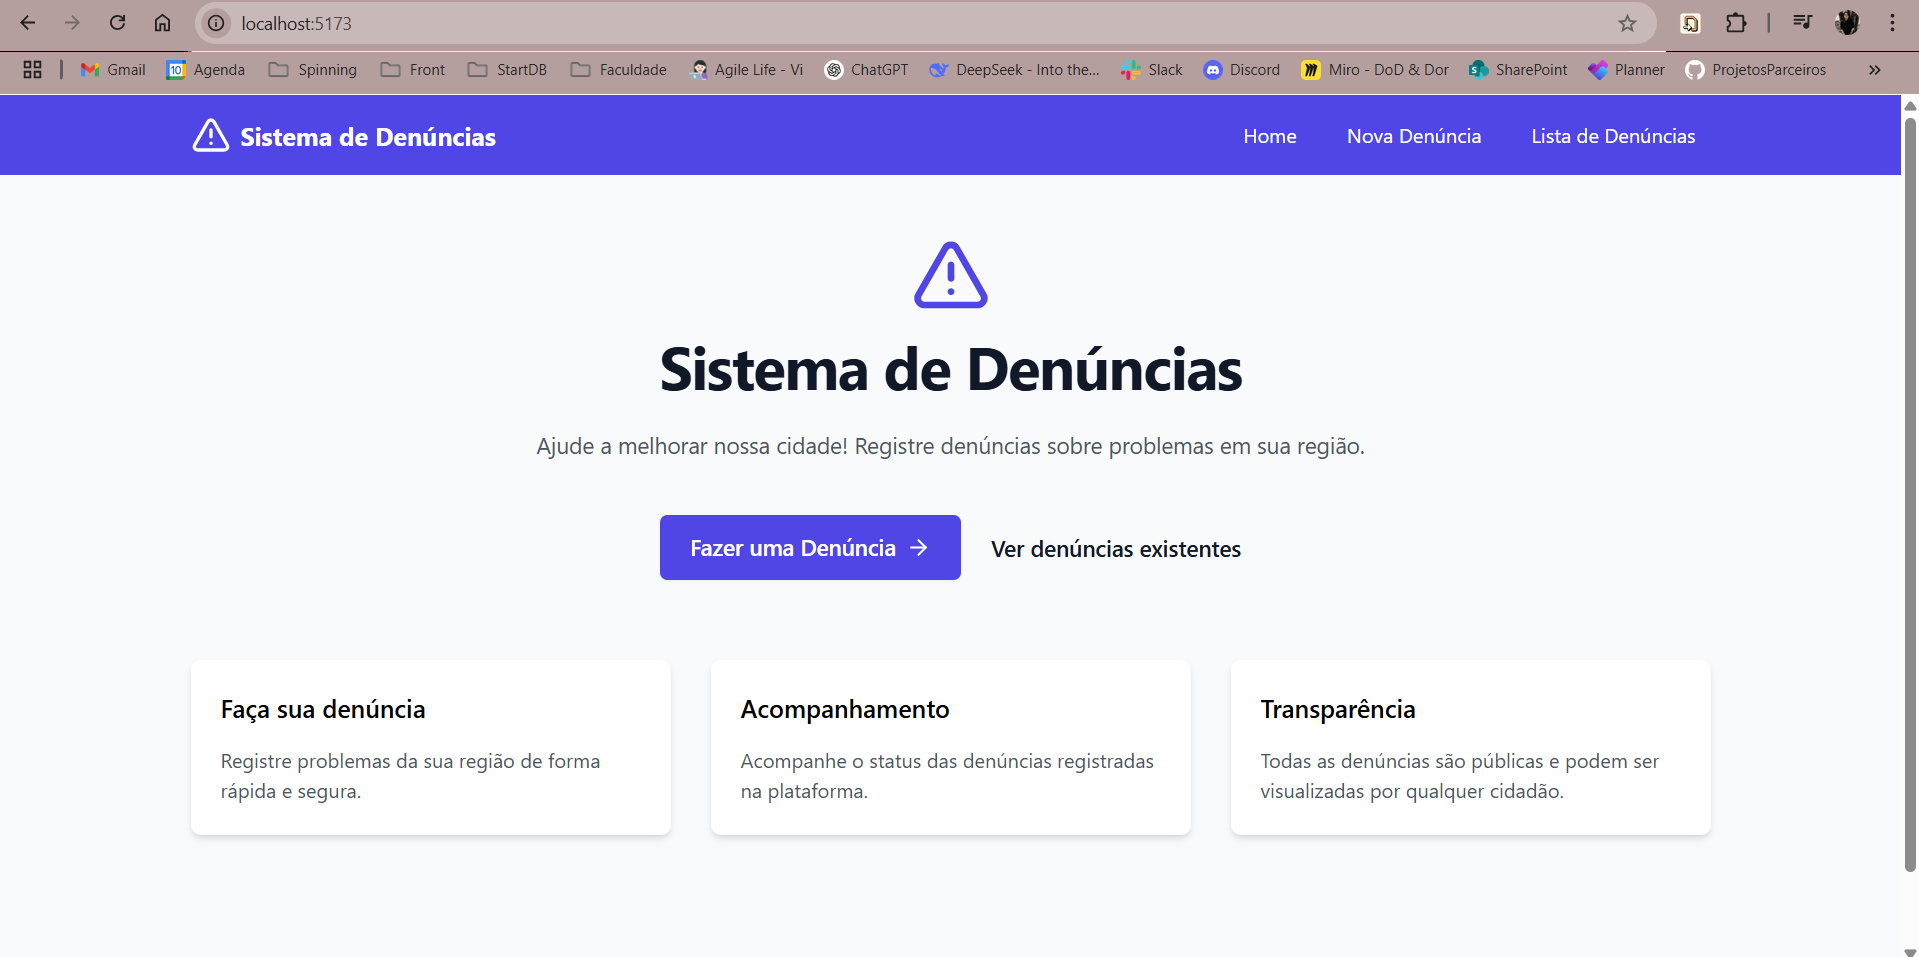 localhost:5173
Gmail Agenda Spinning Front StartDB Faculdade Agile Life - Vi ChatGPT DeepSeek - Into the... Slack Discord Miro - DoD & Dor SharePoint Planner ProjetosParceiros
Sistema de Denúncias Home Nova Denúncia Lista de Denúncias
Sistema de Denúncias
Ajude a melhorar nossa cidade! Registre denúncias sobre problemas em sua região.
Fazer uma Denúncia → Ver denúncias existentes
Faça sua denúncia
Registre problemas da sua região de forma
rápida e segura.
Acompanhamento
Acompanhe o status das denúncias registradas
na plataforma.
Transparência
Todas as denúncias são públicas e podem ser
visualizadas por qualquer cidadão.